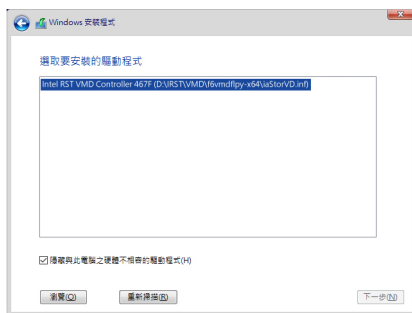 Windows 安裝程式
選取要安裝的驅動程式
Intel RST VMD Controller 467F (D:\IRST\VMD\f6vmdflpy-x64\iaStorVD.inf)
隱藏與此電腦之硬體不相容的驅動程式(H)
瀏覽(O)
重新掃描(R)
下一步(N)